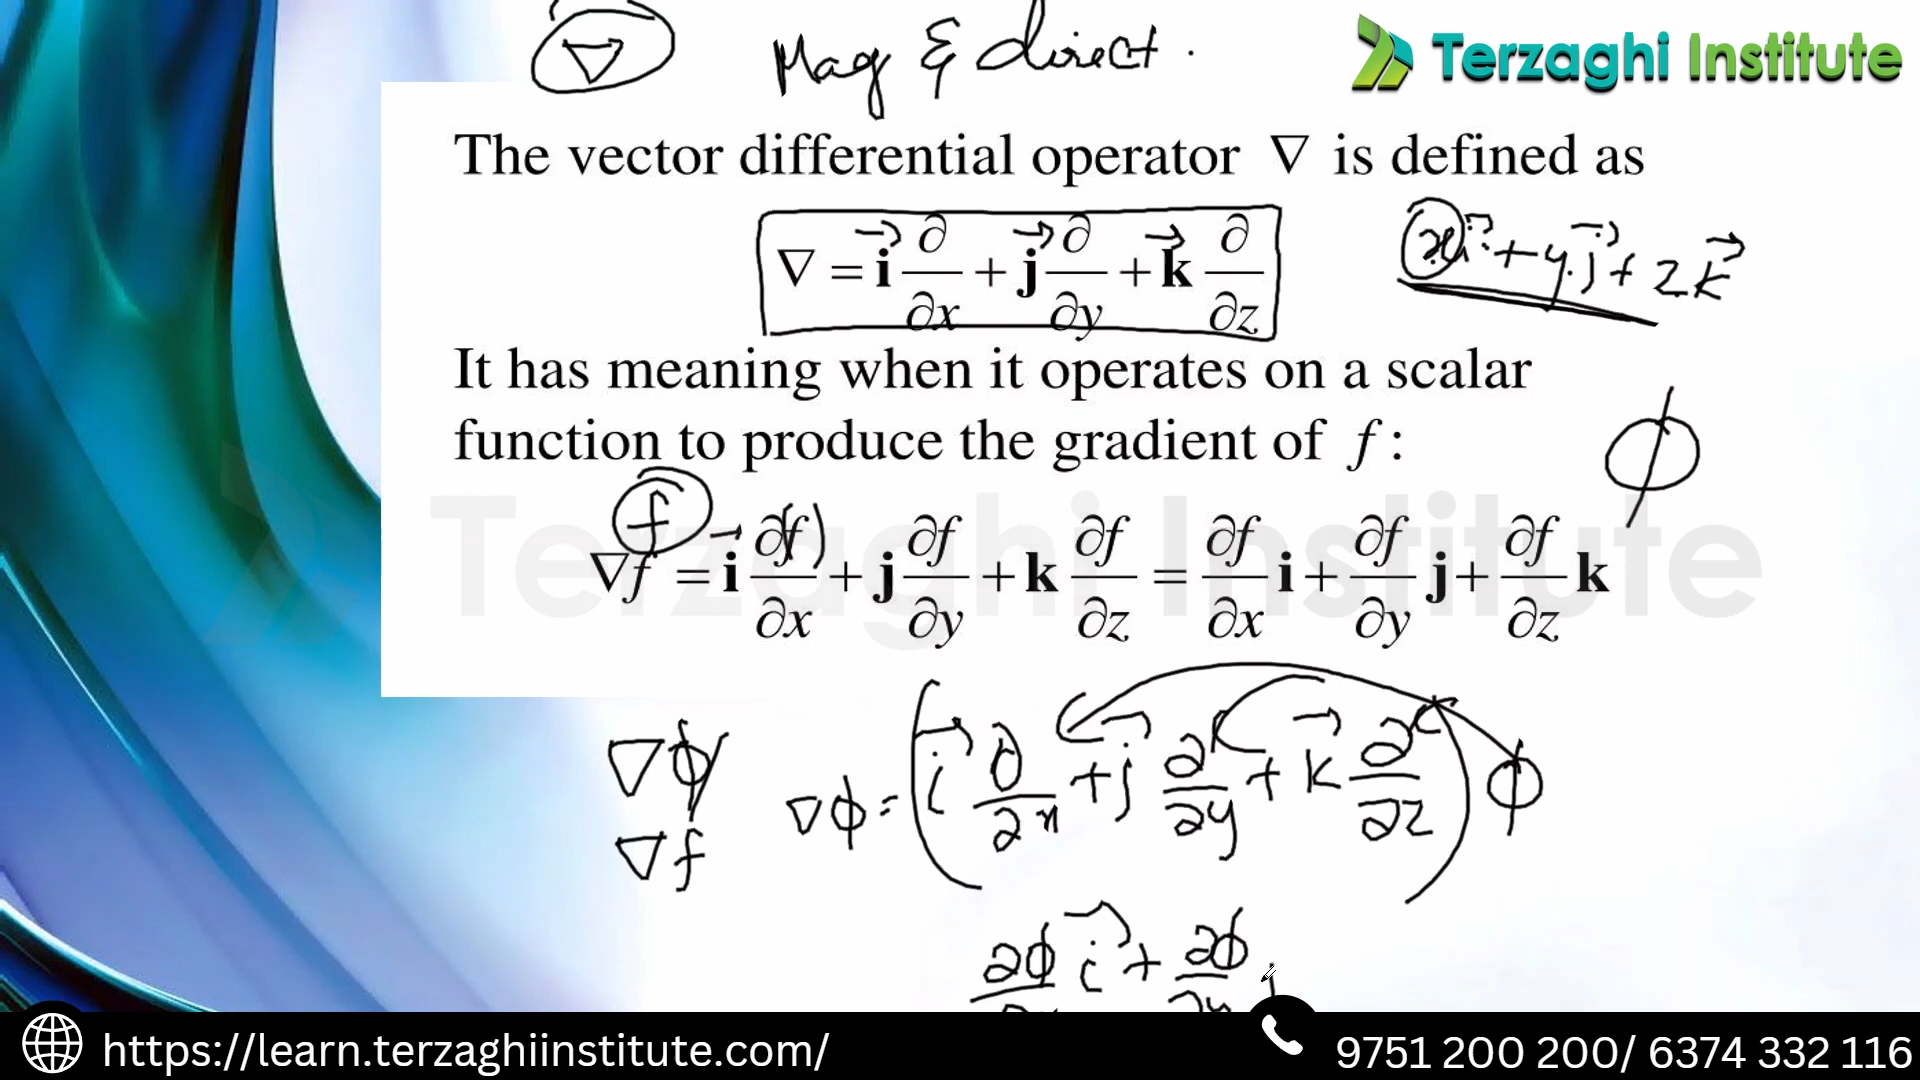 ∇ Mag & direct.
Terzaghi Institute
The vector differential operator ∇ is defined as
∇ = i ∂/∂x + j ∂/∂y + k ∂/∂z
xi + yj + zk
It has meaning when it operates on a scalar
function to produce the gradient of f:
ϕ
f
Terzaghi Institute
∇f = i ∂f/∂x + j ∂f/∂y + k ∂f/∂z = ∂f/∂x i + ∂f/∂y j + ∂f/∂z k
∇ϕ
∇ϕ = (i ∂/∂x + j ∂/∂y + k ∂/∂z) ϕ
∇f
∂ϕ/∂x i + ∂ϕ/∂y j
https://learn.terzaghiinstitute.com/
9751 200 200/ 6374 332 116